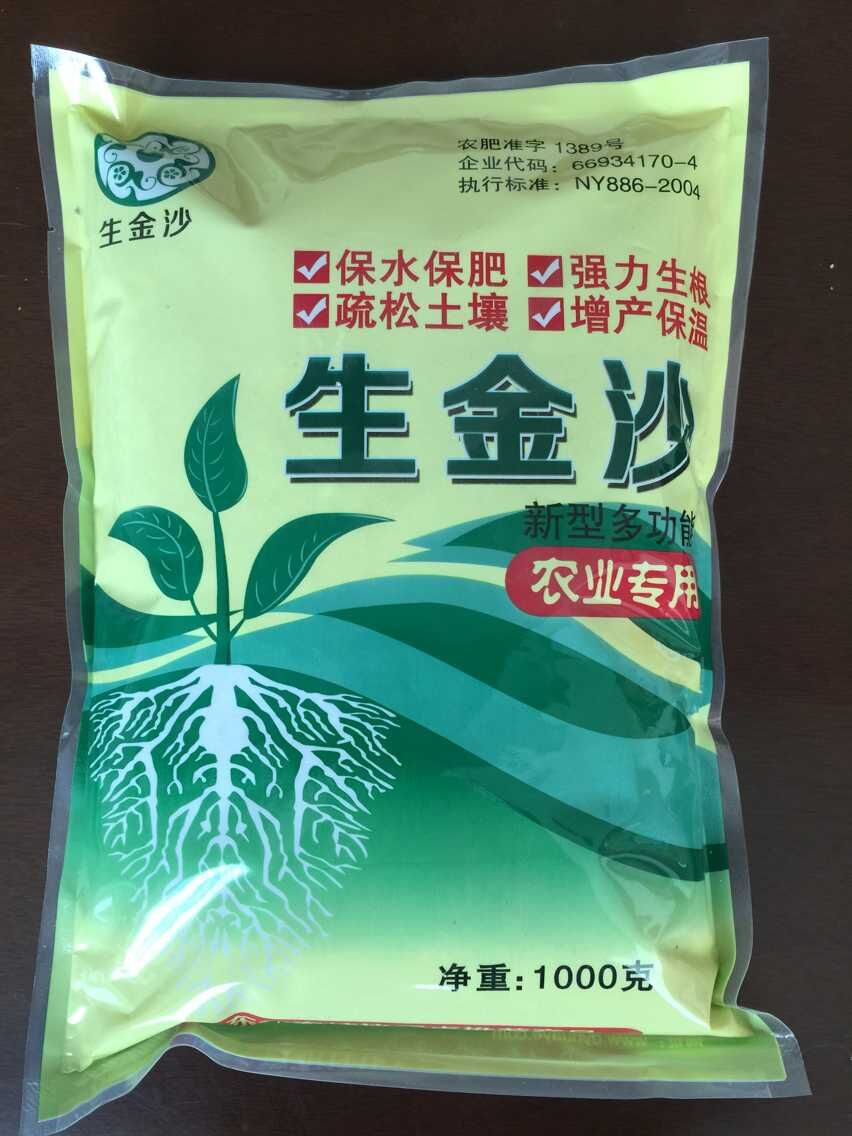 农肥准字 1389号
企业代码：66934170-4
执行标准：NY886-2004
生金沙
保水保肥 强力生根
疏松土壤 增产保温
生金沙
新型多功能
农业专用
净重：1000克